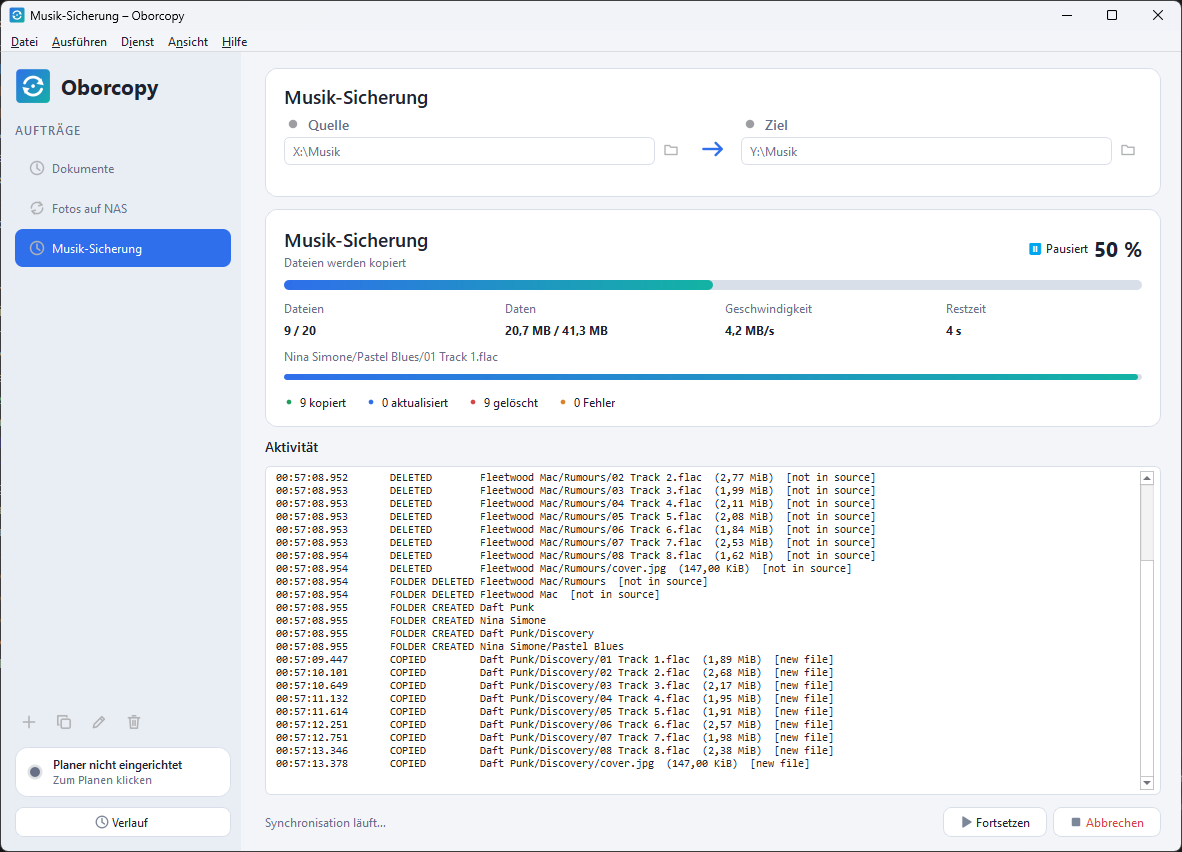 Musik-Sicherung – Oborcopy
Datei Ausführen Dienst Ansicht Hilfe
Oborcopy
AUFTRÄGE
Dokumente
Fotos auf NAS
Musik-Sicherung
Planer nicht eingerichtet
Zum Planen klicken
Verlauf
Musik-Sicherung
Quelle Ziel
X:\Musik Y:\Musik
Musik-Sicherung
Dateien werden kopiert
Pausiert 50 %
Dateien Daten Geschwindigkeit Restzeit
9 / 20 20,7 MB / 41,3 MB 4,2 MB/s 4 s
Nina Simone/Pastel Blues/01 Track 1.flac
9 kopiert 0 aktualisiert 9 gelöscht 0 Fehler
Aktivität
00:57:08.952 DELETED Fleetwood Mac/Rumours/02 Track 2.flac (2,77 MiB) [not in source]
00:57:08.953 DELETED Fleetwood Mac/Rumours/03 Track 3.flac (1,99 MiB) [not in source]
00:57:08.953 DELETED Fleetwood Mac/Rumours/04 Track 4.flac (2,11 MiB) [not in source]
00:57:08.953 DELETED Fleetwood Mac/Rumours/05 Track 5.flac (2,08 MiB) [not in source]
00:57:08.953 DELETED Fleetwood Mac/Rumours/06 Track 6.flac (1,84 MiB) [not in source]
00:57:08.953 DELETED Fleetwood Mac/Rumours/07 Track 7.flac (2,53 MiB) [not in source]
00:57:08.954 DELETED Fleetwood Mac/Rumours/08 Track 8.flac (1,62 MiB) [not in source]
00:57:08.954 DELETED Fleetwood Mac/Rumours/cover.jpg (147,00 KiB) [not in source]
00:57:08.954 FOLDER DELETED Fleetwood Mac/Rumours [not in source]
00:57:08.954 FOLDER DELETED Fleetwood Mac [not in source]
00:57:08.955 FOLDER CREATED Daft Punk
00:57:08.955 FOLDER CREATED Nina Simone
00:57:08.955 FOLDER CREATED Daft Punk/Discovery
00:57:08.955 FOLDER CREATED Nina Simone/Pastel Blues
00:57:09.447 COPIED Daft Punk/Discovery/01 Track 1.flac (1,89 MiB) [new file]
00:57:10.101 COPIED Daft Punk/Discovery/02 Track 2.flac (2,68 MiB) [new file]
00:57:10.649 COPIED Daft Punk/Discovery/03 Track 3.flac (2,17 MiB) [new file]
00:57:11.132 COPIED Daft Punk/Discovery/04 Track 4.flac (1,95 MiB) [new file]
00:57:11.614 COPIED Daft Punk/Discovery/05 Track 5.flac (1,91 MiB) [new file]
00:57:12.251 COPIED Daft Punk/Discovery/06 Track 6.flac (2,57 MiB) [new file]
00:57:12.751 COPIED Daft Punk/Discovery/07 Track 7.flac (1,98 MiB) [new file]
00:57:13.346 COPIED Daft Punk/Discovery/08 Track 8.flac (2,38 MiB) [new file]
00:57:13.378 COPIED Daft Punk/Discovery/cover.jpg (147,00 KiB) [new file]
Synchronisation läuft... Fortsetzen Abbrechen